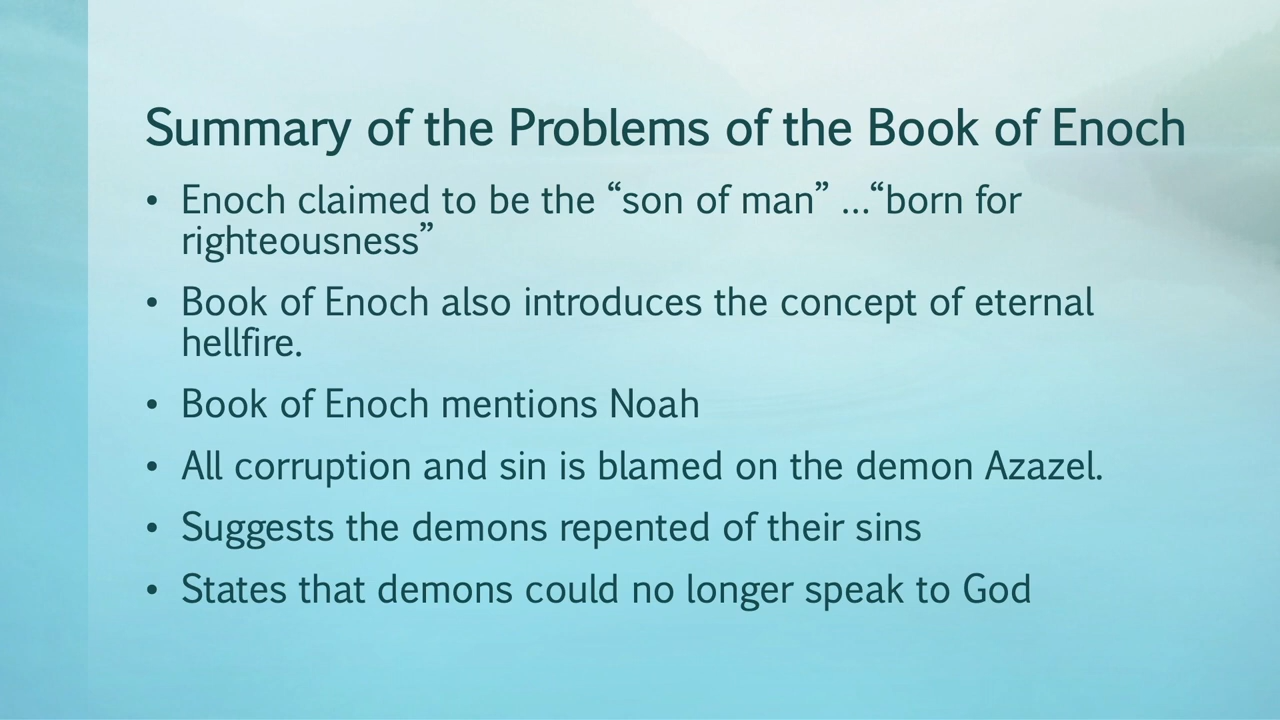 Summary of the Problems of the Book of Enoch
• Enoch claimed to be the “son of man” …“born for
righteousness”
• Book of Enoch also introduces the concept of eternal
hellfire.
• Book of Enoch mentions Noah
• All corruption and sin is blamed on the demon Azazel.
• Suggests the demons repented of their sins
• States that demons could no longer speak to God